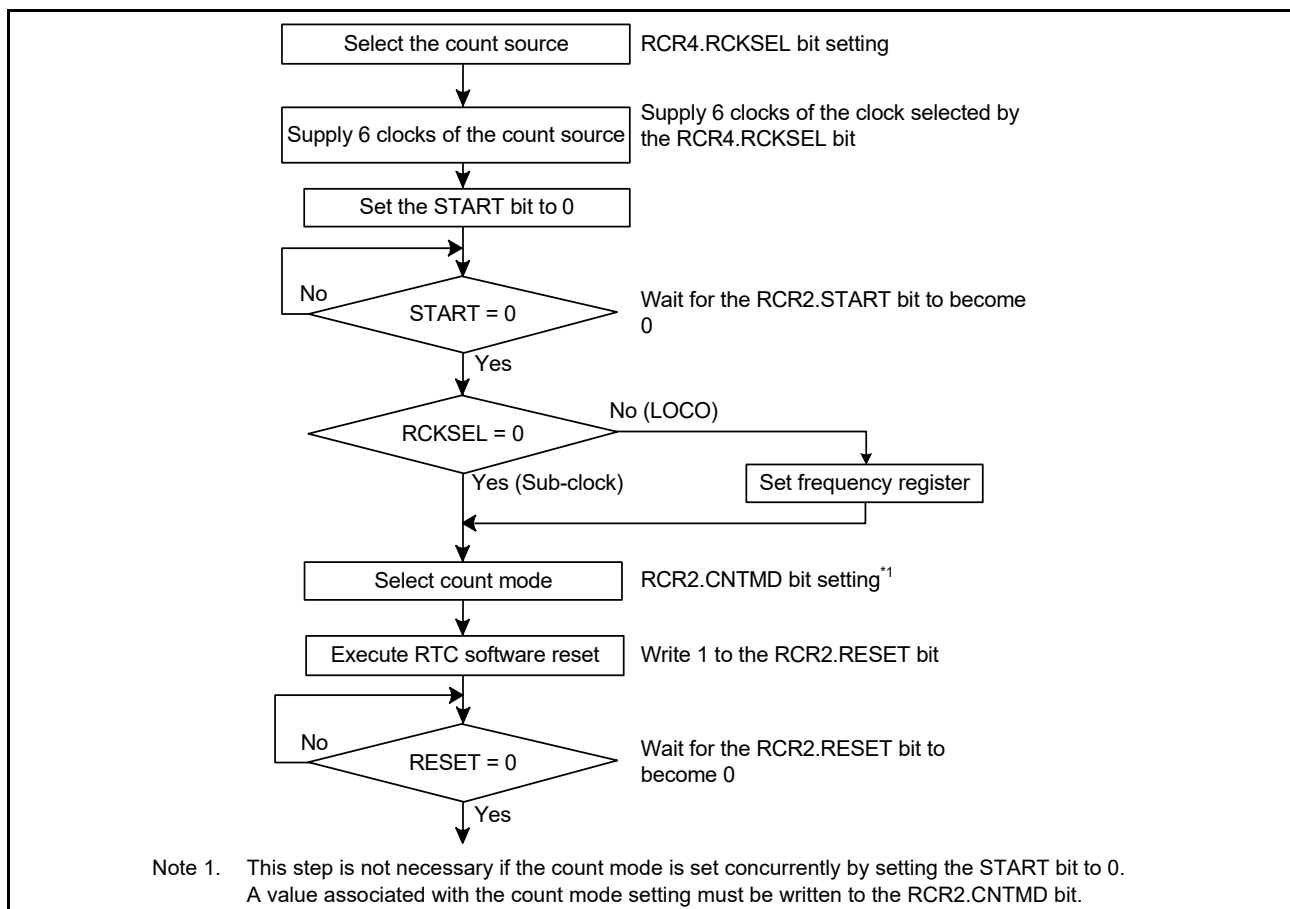 Select the count source
RCR4.RCKSEL bit setting
Supply 6 clocks of the count source
Supply 6 clocks of the clock selected by
the RCR4.RCKSEL bit
Set the START bit to 0
No
START = 0
Wait for the RCR2.START bit to become
0
Yes
No (LOCO)
RCKSEL = 0
Yes (Sub-clock)
Set frequency register
Select count mode
RCR2.CNTMD bit setting*1
Execute RTC software reset
Write 1 to the RCR2.RESET bit
No
RESET = 0
Wait for the RCR2.RESET bit to
become 0
Yes
Note 1. This step is not necessary if the count mode is set concurrently by setting the START bit to 0.
A value associated with the count mode setting must be written to the RCR2.CNTMD bit.